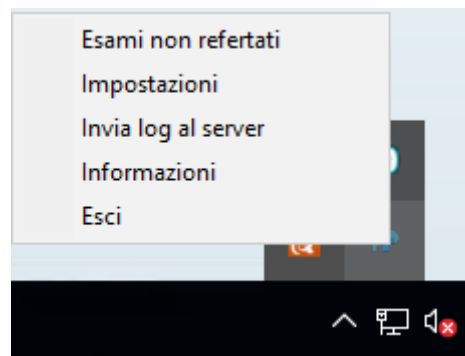 Esami non refertati
Impostazioni
Invia log al server
Informazioni
Esci